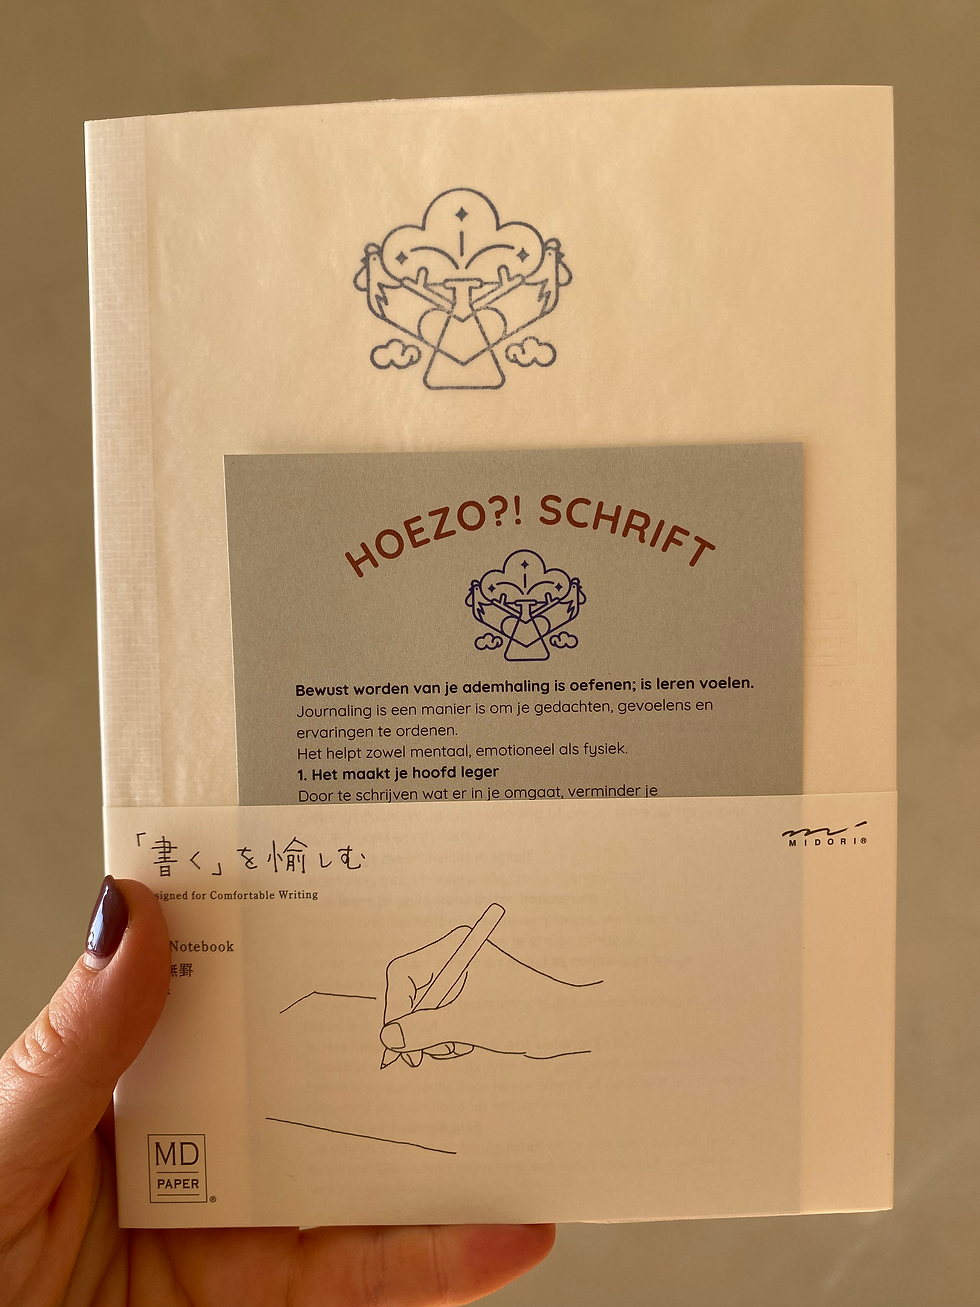 HOEZO?! SCHRIFT
Bewust worden van je ademhaling is oefenen; is leren voelen.
Journaling is een manier is om je gedachten, gevoelens en
ervaringen te ordenen.
Het helpt zowel mentaal, emotioneel als fysiek.
1. Het maakt je hoofd leger
Door te schrijven wat er in je omgaat, verminder je
「書く」を愉しむ
MIDORI®
signed for Comfortable Writing
Notebook
無罫
MD
PAPER®